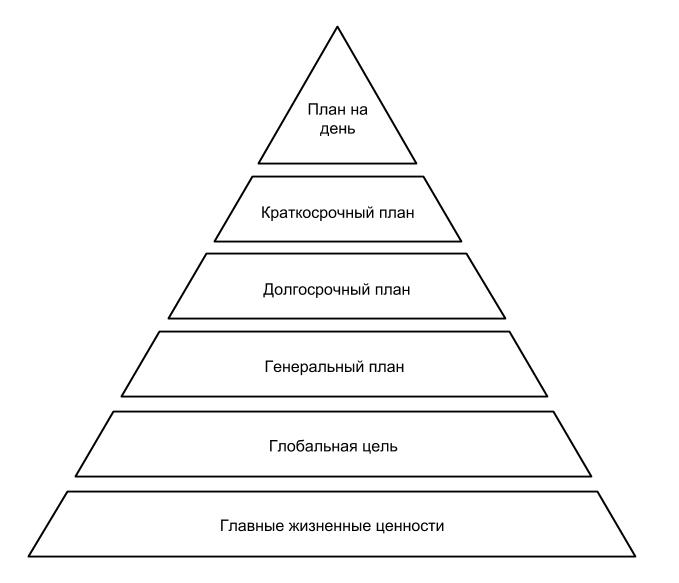 План на
день
Краткосрочный план
Долгосрочный план
Генеральный план
Глобальная цель
Главные жизненные ценности